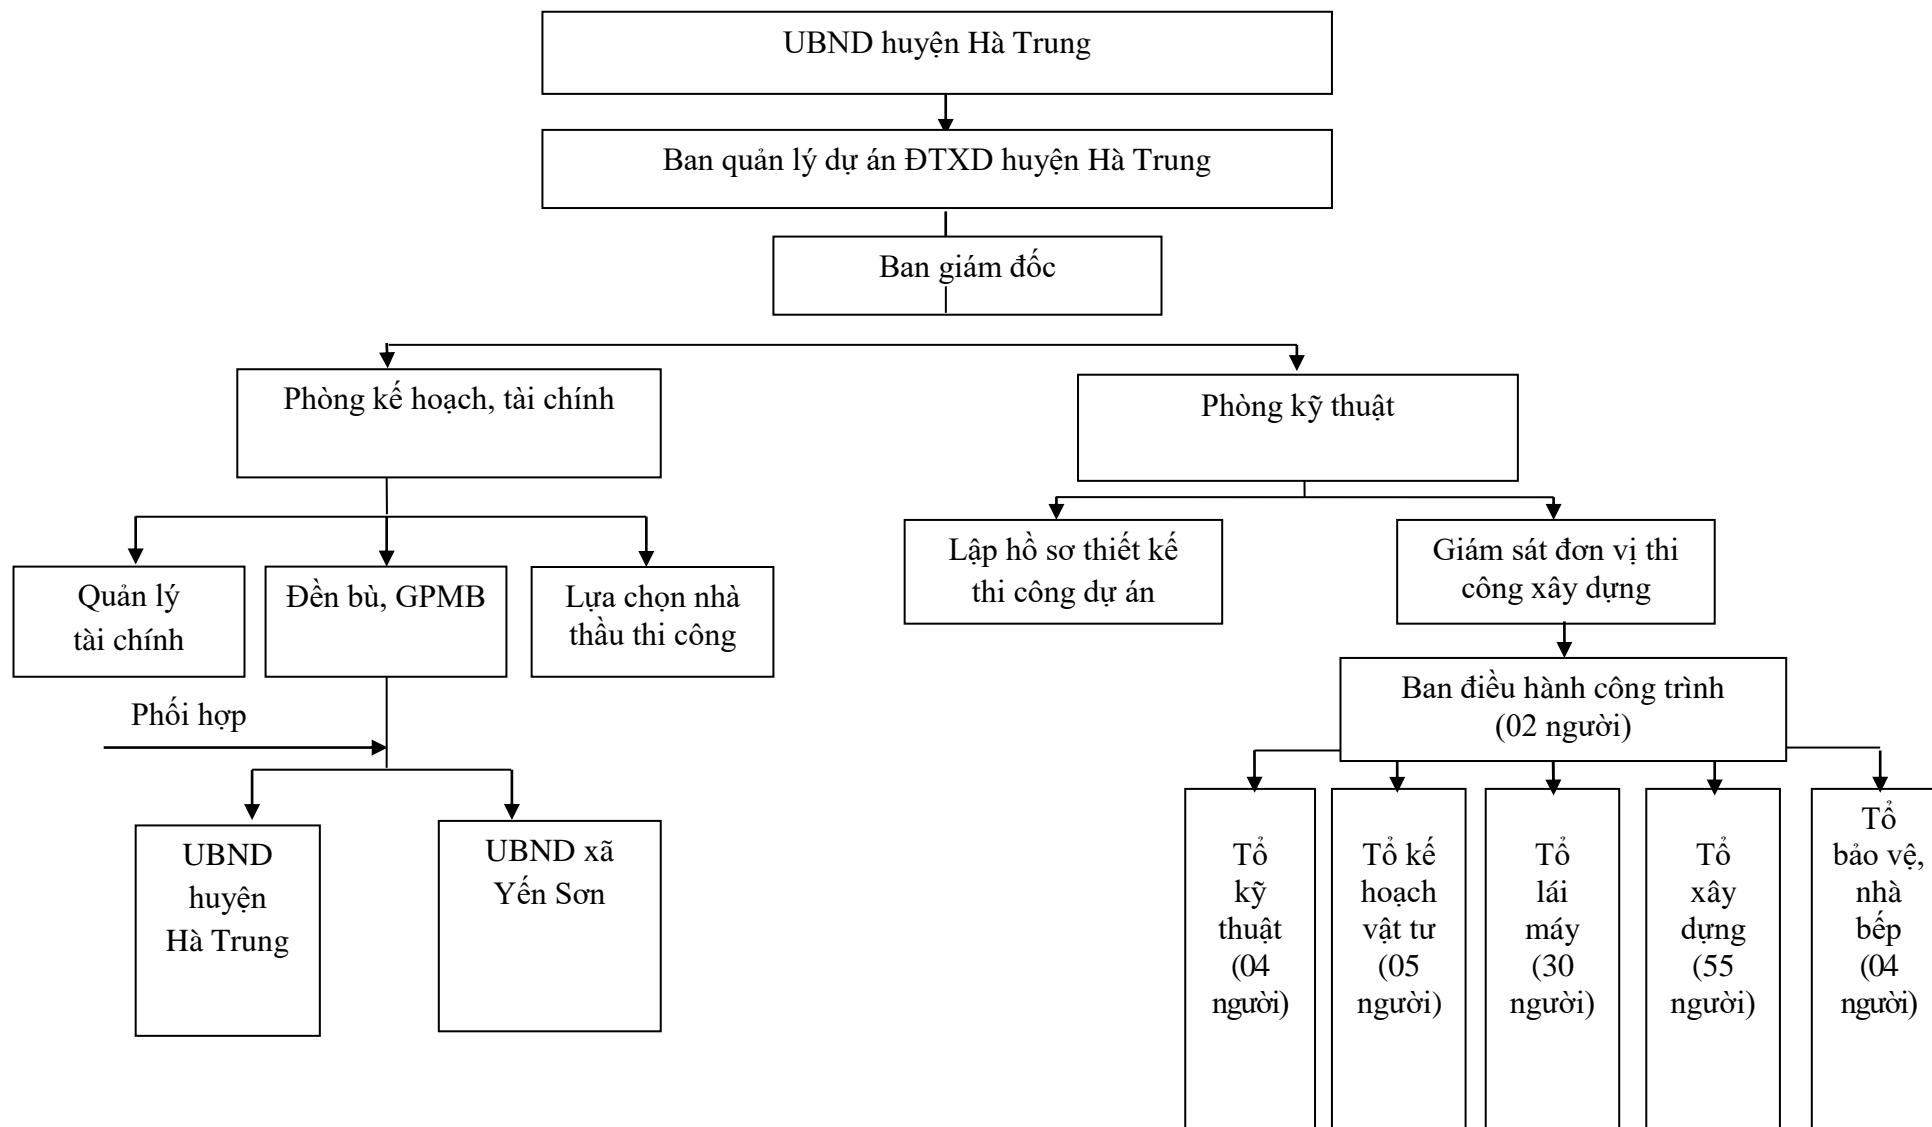 UBND huyện Hà Trung
Ban quản lý dự án ĐTXD huyện Hà Trung
Ban giám đốc
Phòng kế hoạch, tài chính
Phòng kỹ thuật
Quản lý
tài chính
Đền bù, GPMB
Lựa chọn nhà
thầu thi công
Lập hồ sơ thiết kế
thi công dự án
Giám sát đơn vị thi
công xây dựng
Phối hợp
Ban điều hành công trình
(02 người)
UBND
huyện
Hà Trung
UBND xã
Yến Sơn
Tổ
kỹ
thuật
(04
người)
Tổ kế
hoạch
vật tư
(05
người)
Tổ
lái
máy
(30
người)
Tổ
xây
dựng
(55
người)
Tổ
bảo vệ,
nhà
bếp
(04
người)